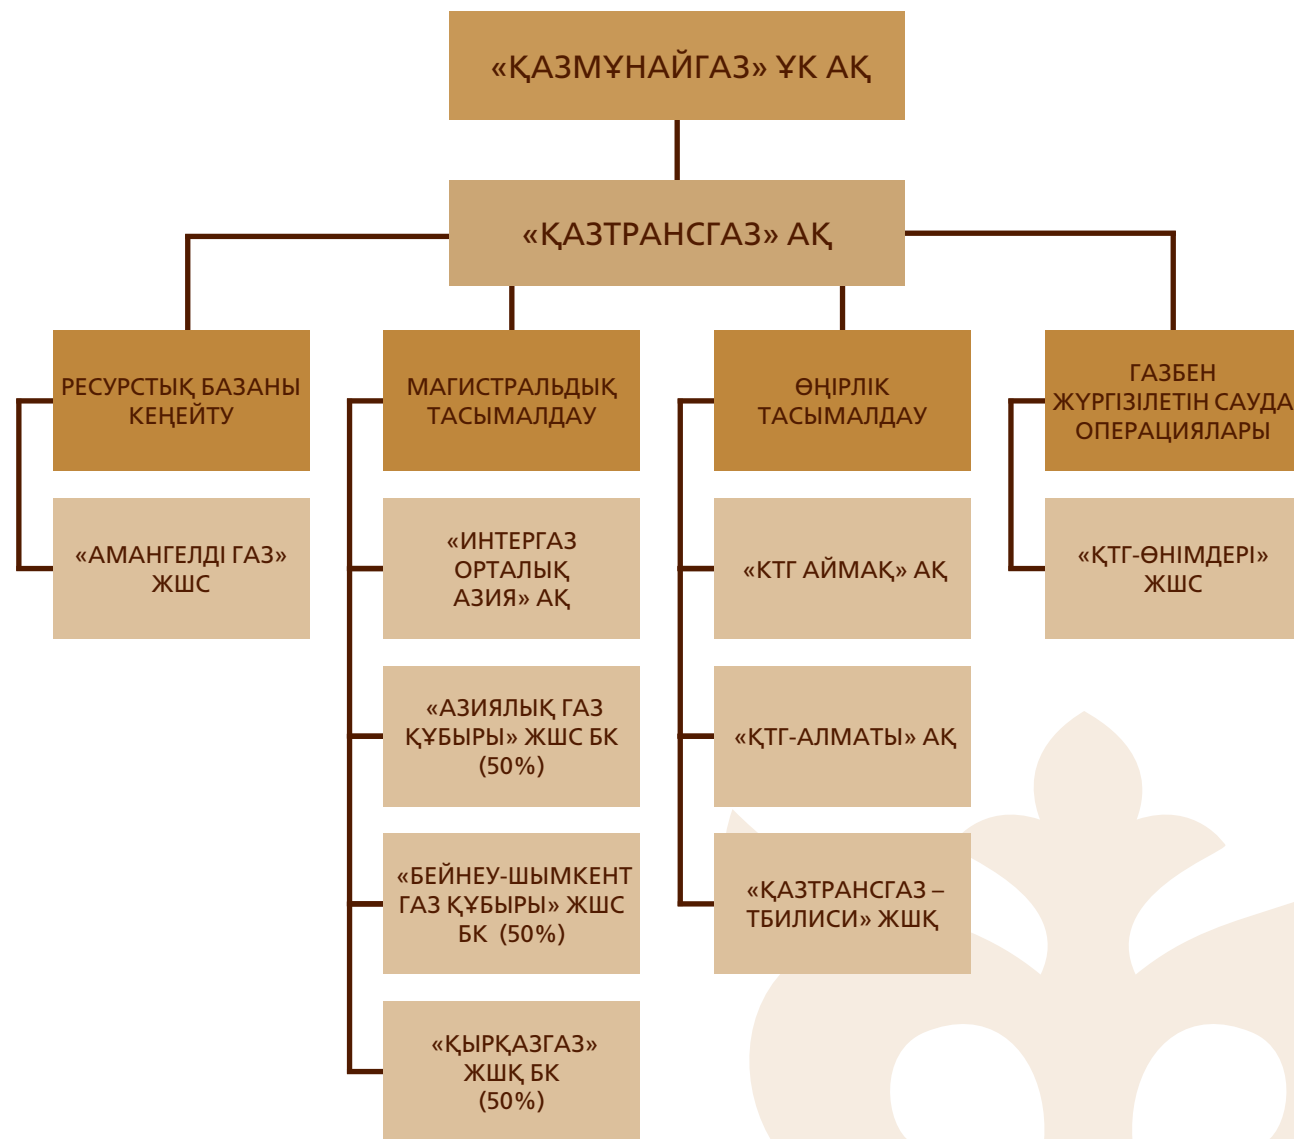 «ҚАЗМҰНАЙГАЗ» ҰК АҚ
«ҚАЗТРАНСГАЗ» АҚ
РЕСУРСТЫҚ БАЗАНЫ
КЕҢЕЙТУ
«АМАНГЕЛДІ ГАЗ»
ЖШС
МАГИСТРАЛЬДЫҚ
ТАСЫМАЛДАУ
«ИНТЕРГАЗ
ОРТАЛЫҚ
АЗИЯ» АҚ
«АЗИЯЛЫҚ ГАЗ
ҚҰБЫРЫ» ЖШС БК
(50%)
«БЕЙНЕУ-ШЫМКЕНТ
ГАЗ ҚҰБЫРЫ» ЖШС
БК (50%)
«ҚЫРҚАЗГАЗ»
ЖШҚ БК
(50%)
ӨҢІРЛІК
ТАСЫМАЛДАУ
«КТГ АЙМАҚ» АҚ
«ҚТГ-АЛМАТЫ» АҚ
«ҚАЗТРАНСГАЗ –
ТБИЛИСИ» ЖШҚ
ГАЗБЕН
ЖҮРГІЗІЛЕТІН САУДА
ОПЕРАЦИЯЛАРЫ
«ҚТГ-ӨНІМДЕРІ»
ЖШС